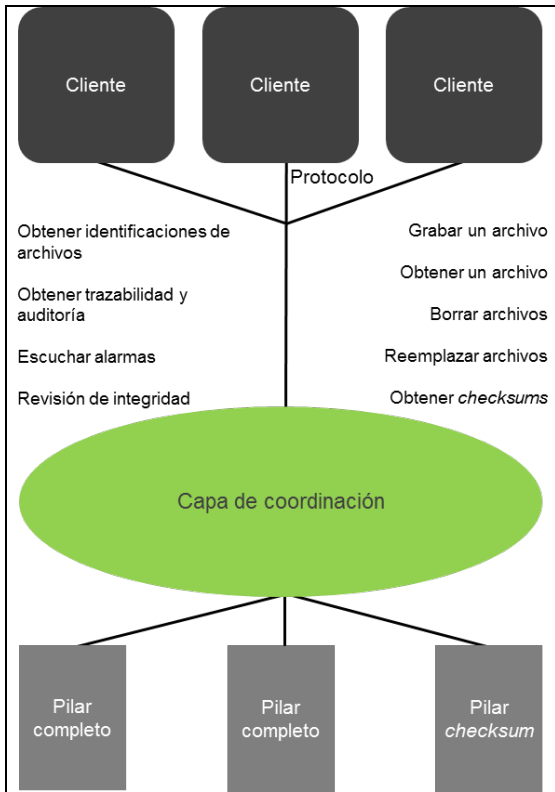 Cliente
Cliente
Cliente
Protocolo
Obtener identificaciones de
archivos
Obtener trazabilidad y
auditoría
Escuchar alarmas
Revisión de integridad
Grabar un archivo
Obtener un archivo
Borrar archivos
Reemplazar archivos
Obtener checksums
Capa de coordinación
Pilar
completo
Pilar
completo
Pilar
checksum